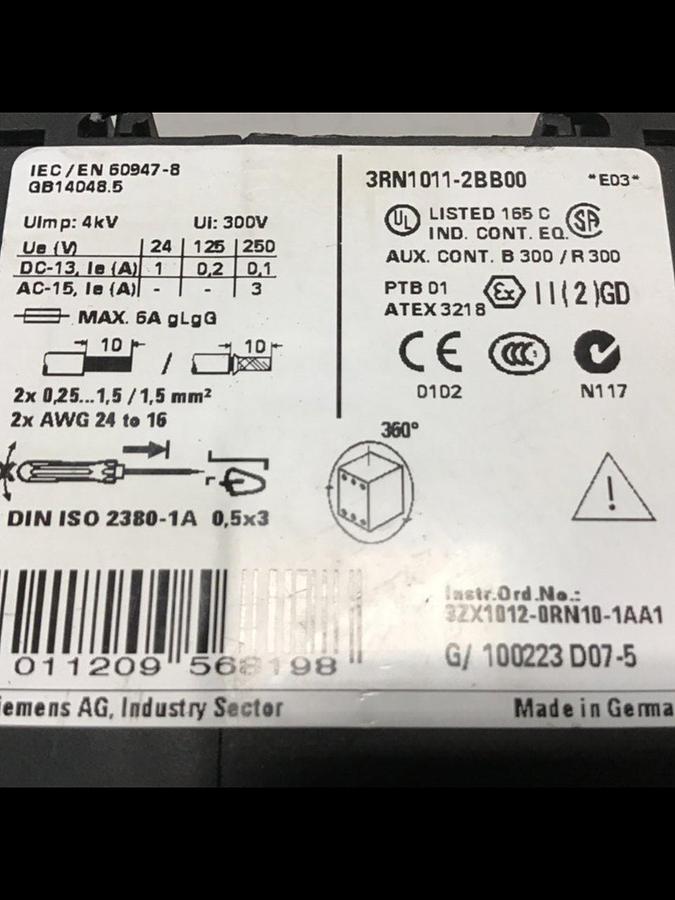 IEC/EN 60947-8
GB14048.5
UImp: 4kV Ui: 300V
Ue (V) 24 125 250
DC-13, Ie (A) 1 0,2 0,1
AC-15, Ie (A) - - 3
MAX. 6A gLgG
10 / 10
2x 0,25...1,5 / 1,5 mm²
2x AWG 24 to 16
DIN ISO 2380-1A 0,5x3
3RN1011-2BB00 "E03"
UL LISTED 165 C SA
IND. CONT. EQ.
AUX. CONT. B 300 / R 300
PTB 01 Ex II(2)GD
ATEX 3218
CE CCC
0102 N117
360°
!
011209 568198
Instr.Ord.No.:
3ZX1012-0RN10-1AA1
G/ 100223 D07-5
iemens AG, Industry Sector Made in Germa